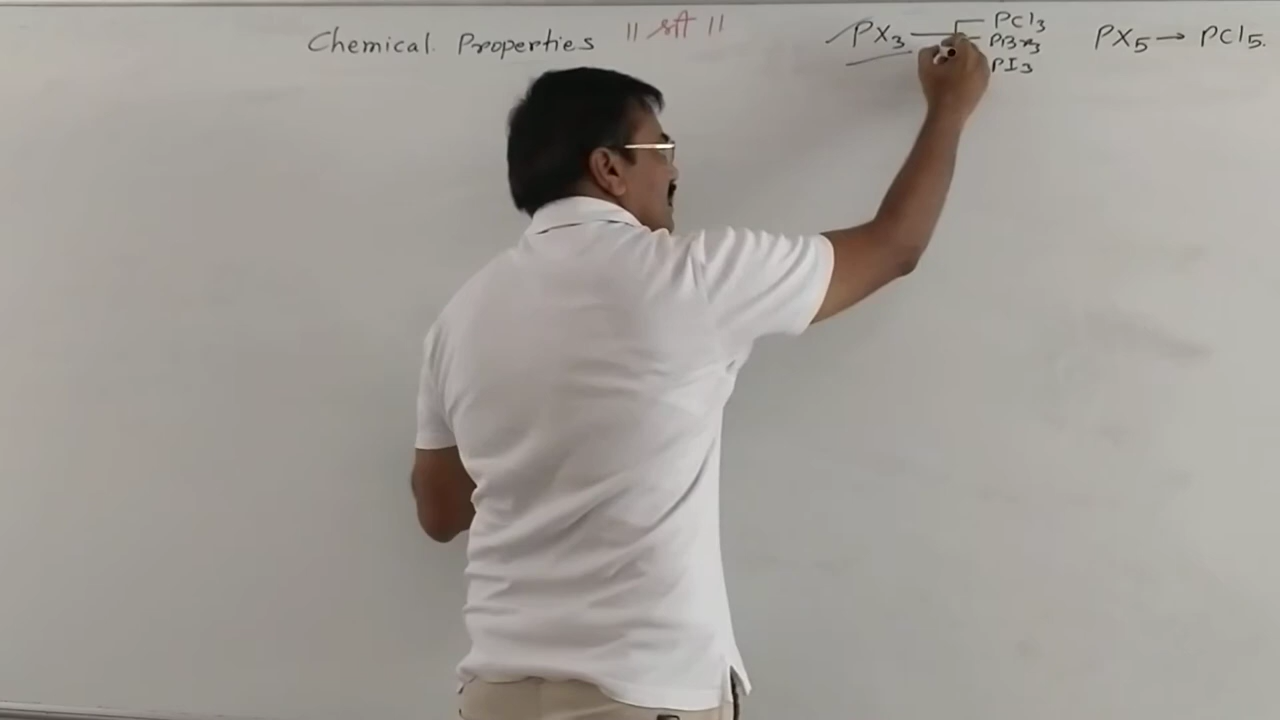 Chemical Properties
PX3 → PCl3
PBr3
PI3
PX5 → PCl5.